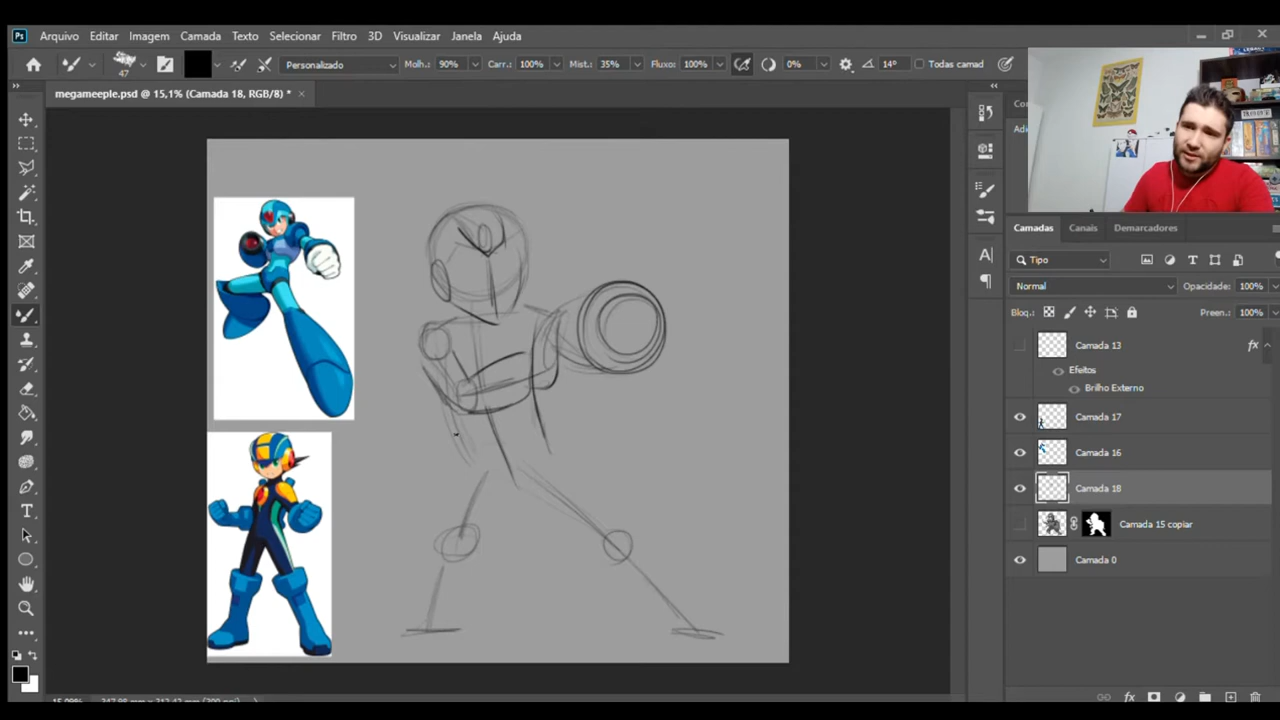 Ps Arquivo Editar Imagem Camada Texto Selecionar Filtro 3D Visualizar Janela Ajuda
47 Personalizado Molh.: 90% Carr.: 100% Mist.: 35% Fluxo: 100% 0% 14º Todas camad
megameeple.psd @ 15,1% (Camada 18, RGB/8) *
Camadas Canais Demarcadores
Tipo
Normal Opacidade: 100%
Bloq.: Preen.: 100%
Camada 13 fx
Efeitos
Brilho Externo
Camada 17
Camada 16
Camada 18
Camada 15 copiar
Camada 0